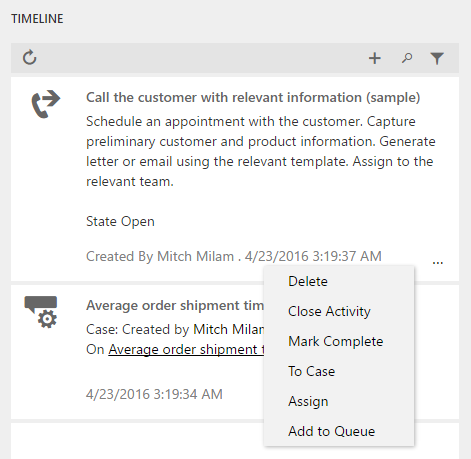 TIMELINE
Call the customer with relevant information (sample)
Schedule an appointment with the customer. Capture
preliminary customer and product information. Generate
letter or email using the relevant template. Assign to the
relevant team.
State Open
Created By Mitch Milam . 4/23/2016 3:19:37 AM
...
Delete
Close Activity
Mark Complete
To Case
Assign
Add to Queue
Average order shipment tim
Case: Created by Mitch Milam
On Average order shipment t
4/23/2016 3:19:34 AM